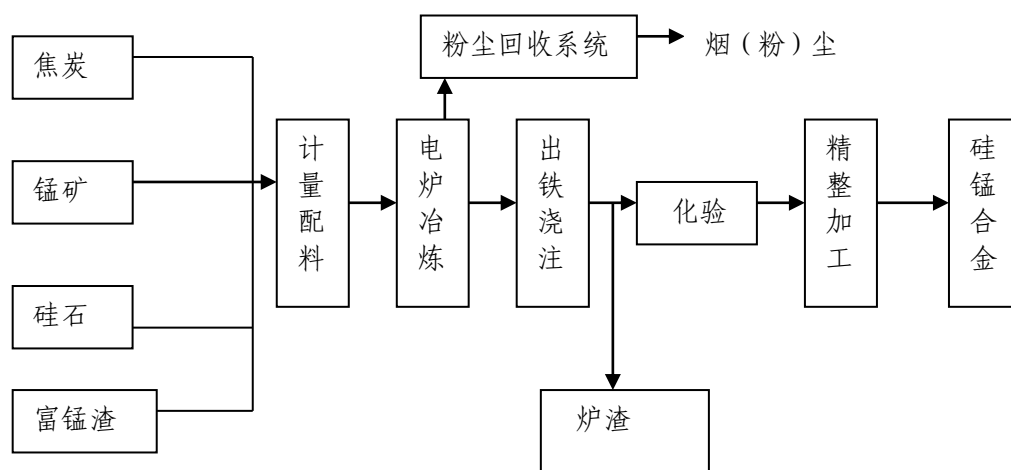 粉尘回收系统
烟（粉）尘
焦炭
锰矿
硅石
富锰渣
计量配料
电炉冶炼
出铁浇注
化验
精整加工
硅锰合金
炉渣